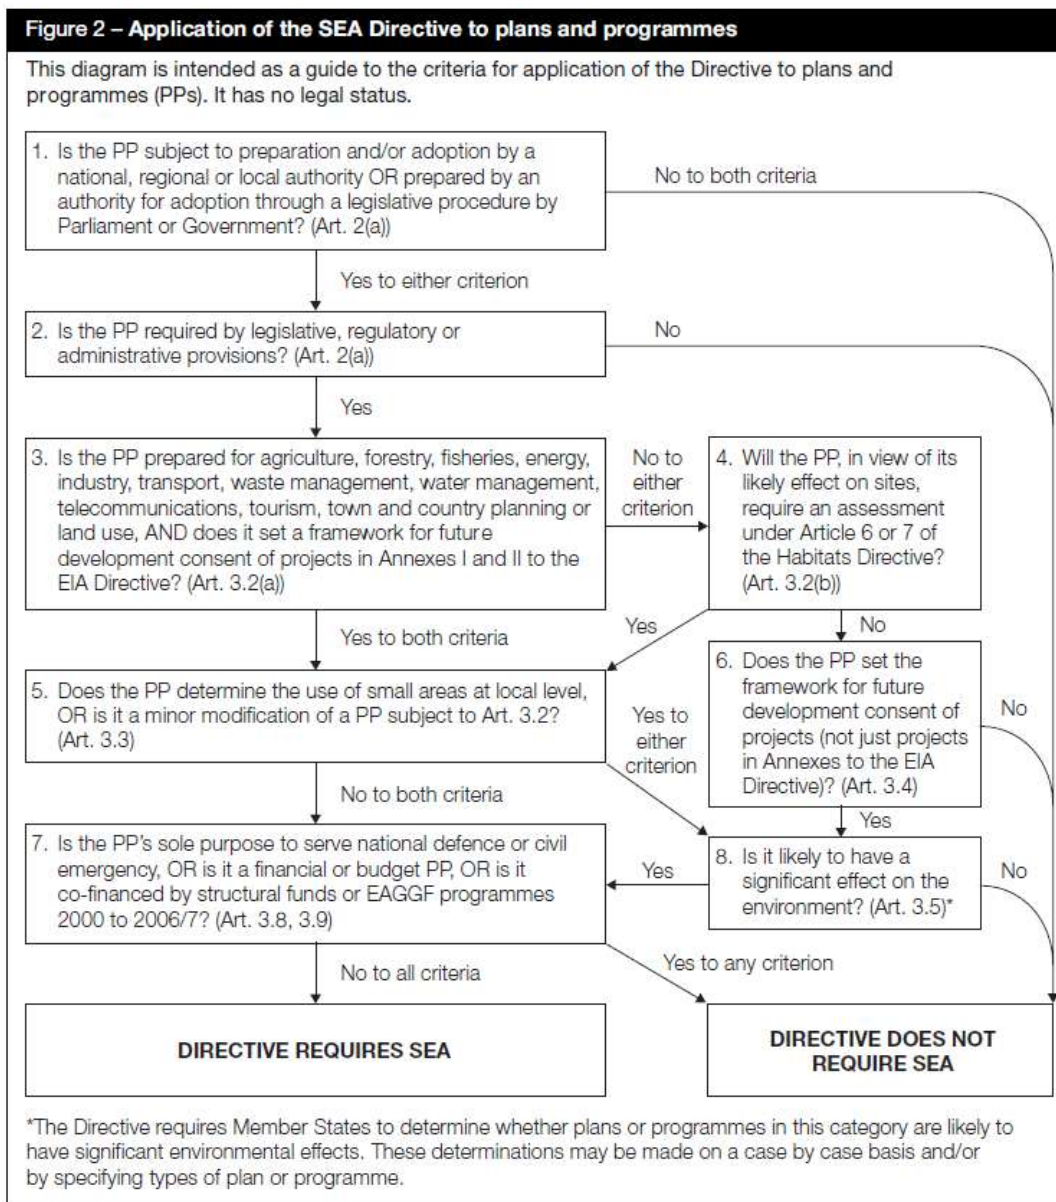 Figure 2 – Application of the SEA Directive to plans and programmes
This diagram is intended as a guide to the criteria for application of the Directive to plans and
programmes (PPs). It has no legal status.
1. Is the PP subject to preparation and/or adoption by a
national, regional or local authority OR prepared by an
authority for adoption through a legislative procedure by
Parliament or Government? (Art. 2(a))
No to both criteria
Yes to either criterion
2. Is the PP required by legislative, regulatory or
administrative provisions? (Art. 2(a))
No
Yes
3. Is the PP prepared for agriculture, forestry, fisheries, energy,
industry, transport, waste management, water management,
telecommunications, tourism, town and country planning or
land use, AND does it set a framework for future
development consent of projects in Annexes I and II to the
EIA Directive? (Art. 3.2(a))
No to
either
criterion
4. Will the PP, in view of its
likely effect on sites,
require an assessment
under Article 6 or 7 of
the Habitats Directive?
(Art. 3.2(b))
Yes to both criteria
Yes
No
5. Does the PP determine the use of small areas at local level,
OR is it a minor modification of a PP subject to Art. 3.2?
(Art. 3.3)
Yes to
either
criterion
6. Does the PP set the
framework for future
development consent of
projects (not just projects
in Annexes to the EIA
Directive)? (Art. 3.4)
No
No to both criteria
Yes
7. Is the PP's sole purpose to serve national defence or civil
emergency, OR is it a financial or budget PP, OR is it
co-financed by structural funds or EAGGF programmes
2000 to 2006/7? (Art. 3.8, 3.9)
Yes
8. Is it likely to have a
significant effect on the
environment? (Art. 3.5)*
No
No to all criteria
Yes to any criterion
DIRECTIVE REQUIRES SEA
DIRECTIVE DOES NOT
REQUIRE SEA
*The Directive requires Member States to determine whether plans or programmes in this category are likely to
have significant environmental effects. These determinations may be made on a case by case basis and/or
by specifying types of plan or programme.